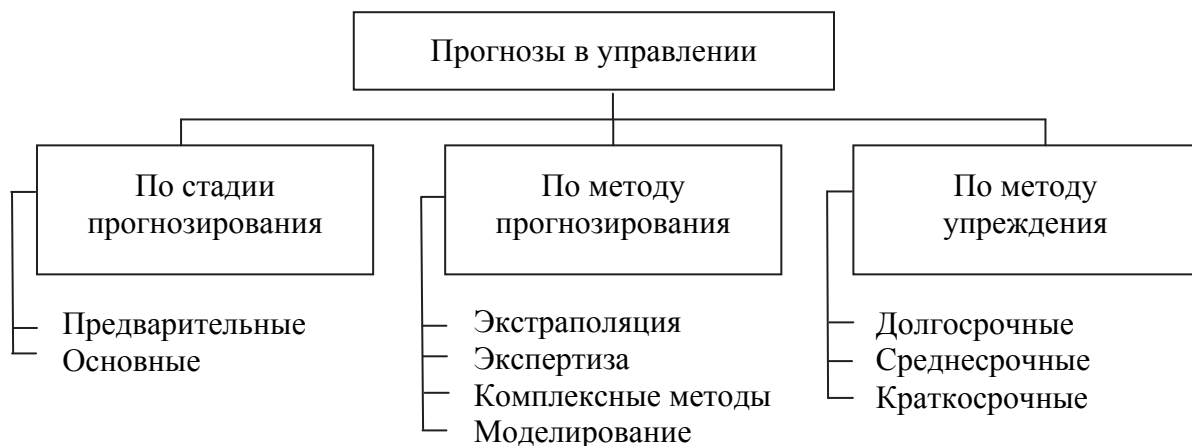 Прогнозы в управлении
По стадии
прогнозирования
Предварительные
Основные
По методу
прогнозирования
Экстраполяция
Экспертиза
Комплексные методы
Моделирование
По методу
упреждения
Долгосрочные
Среднесрочные
Краткосрочные